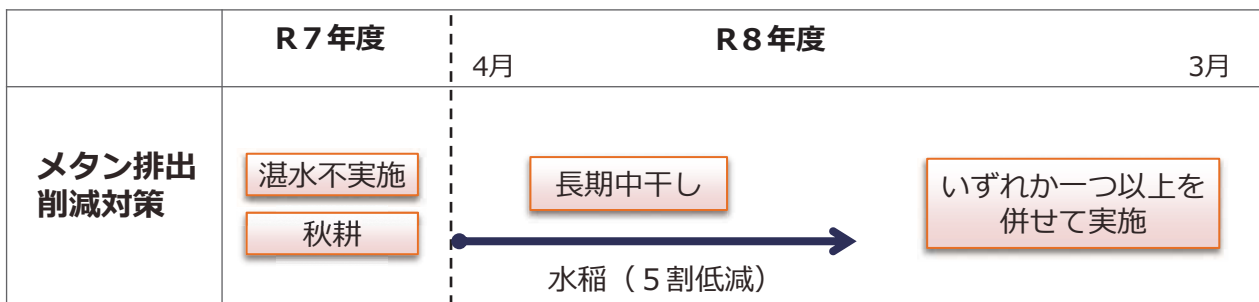 R7年度
R8年度
4月
3月
メタン排出
削減対策
湛水不実施
秋耕
長期中干し
いずれか一つ以上を
併せて実施
水稲（５割低減）